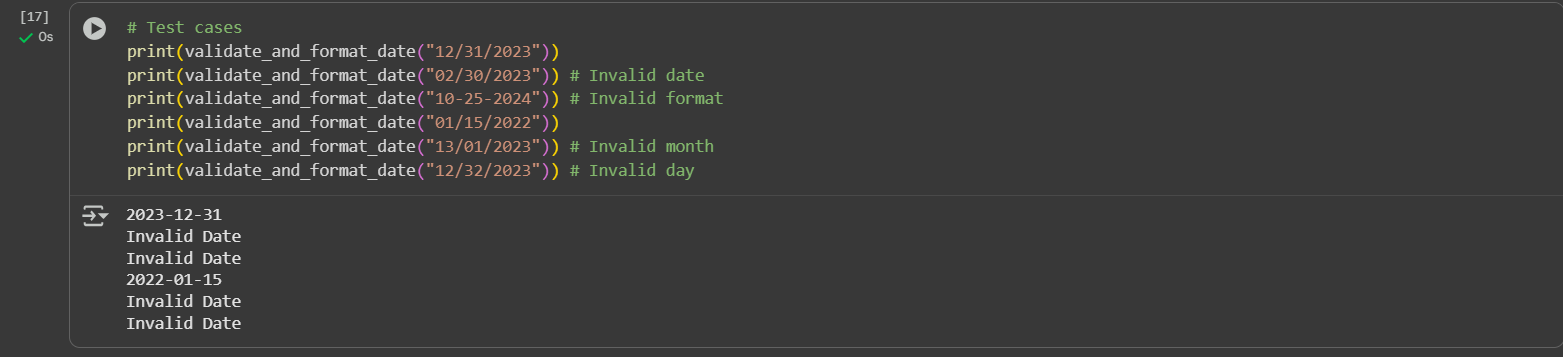 [17]
0s
# Test cases
print(validate_and_format_date("12/31/2023"))
print(validate_and_format_date("02/30/2023")) # Invalid date
print(validate_and_format_date("10-25-2024")) # Invalid format
print(validate_and_format_date("01/15/2022"))
print(validate_and_format_date("13/01/2023")) # Invalid month
print(validate_and_format_date("12/32/2023")) # Invalid day
2023-12-31
Invalid Date
Invalid Date
2022-01-15
Invalid Date
Invalid Date